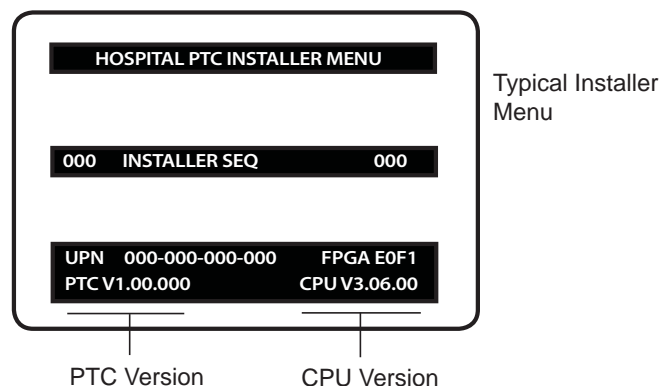 HOSPITAL PTC INSTALLER MENU
Typical Installer
Menu
000 INSTALLER SEQ 000
UPN 000-000-000-000 FPGA E0F1
PTC V1.00.000 CPU V3.06.00
PTC Version CPU Version